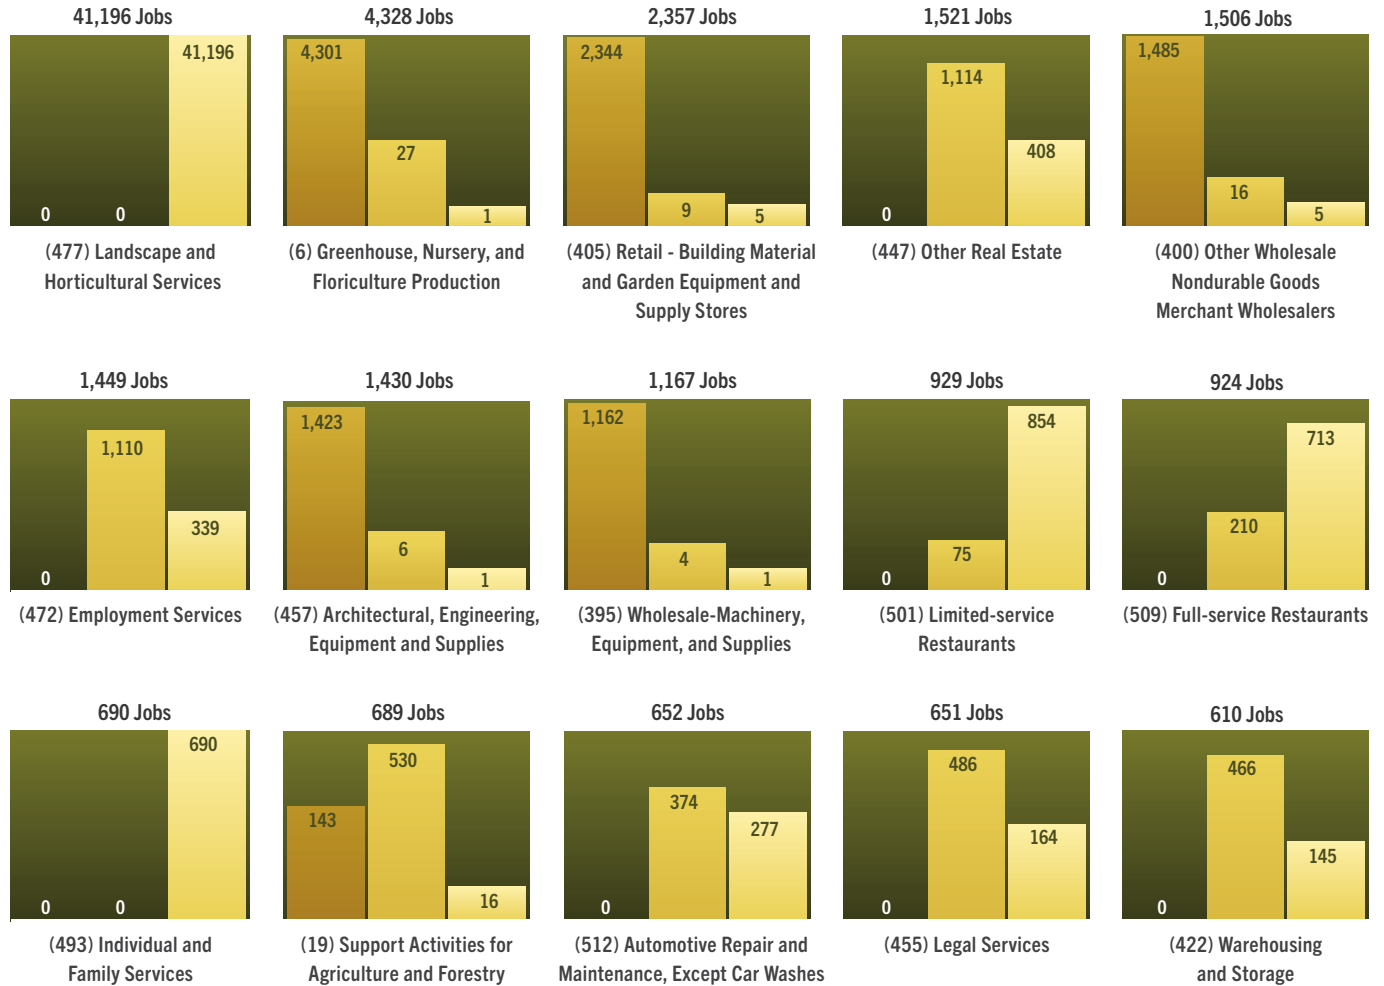 41,196 Jobs
4,328 Jobs
2,357 Jobs
1,521 Jobs
1,506 Jobs
0
0
41,196
4,301
27
1
2,344
9
5
0
1,114
408
1,485
16
5
(477) Landscape and
Horticultural Services
(6) Greenhouse, Nursery, and
Floriculture Production
(405) Retail - Building Material
and Garden Equipment and
Supply Stores
(447) Other Real Estate
(400) Other Wholesale
Nondurable Goods
Merchant Wholesalers
1,449 Jobs
1,430 Jobs
1,167 Jobs
929 Jobs
924 Jobs
0
1,110
339
1,423
6
1
1,162
4
1
0
75
854
0
210
713
(472) Employment Services
(457) Architectural, Engineering,
Equipment and Supplies
(395) Wholesale-Machinery,
Equipment, and Supplies
(501) Limited-service
Restaurants
(509) Full-service Restaurants
690 Jobs
689 Jobs
652 Jobs
651 Jobs
610 Jobs
0
0
690
143
530
16
0
374
277
0
486
164
0
466
145
(493) Individual and
Family Services
(19) Support Activities for
Agriculture and Forestry
(512) Automotive Repair and
Maintenance, Except Car Washes
(455) Legal Services
(422) Warehousing
and Storage